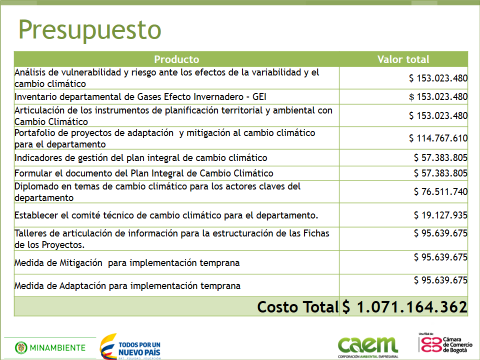 Presupuesto
Producto Valor total
Análisis de vulnerabilidad y riesgo ante los efectos de la variabilidad y el
cambio climático $ 153.023.480
Inventario departamental de Gases Efecto Invernadero - GEI $ 153.023.480
Articulación de los instrumentos de planificación territorial y ambiental con
Cambio Climático $ 153.023.480
Portafolio de proyectos de adaptación y mitigación al cambio climático
para el departamento $ 114.767.610
Indicadores de gestión del plan integral de cambio climático $ 57.383.805
Formular el documento del Plan Integral de Cambio Climático $ 57.383.805
Diplomado en temas de cambio climático para los actores claves del
departamento $ 76.511.740
Establecer el comité técnico de cambio climático para el departamento. $ 19.127.935
Talleres de articulación de información para la estructuración de las Fichas
de los Proyectos. $ 95.639.675
Medida de Mitigación para implementación temprana $ 95.639.675
Medida de Adaptación para implementación temprana $ 95.639.675
Costo Total $ 1.071.164.362
MINAMBIENTE
TODOS POR UN
NUEVO PAÍS
caem
CORPORACIÓN AMBIENTAL EMPRESARIAL
Cámara
de Comercio
de Bogotá